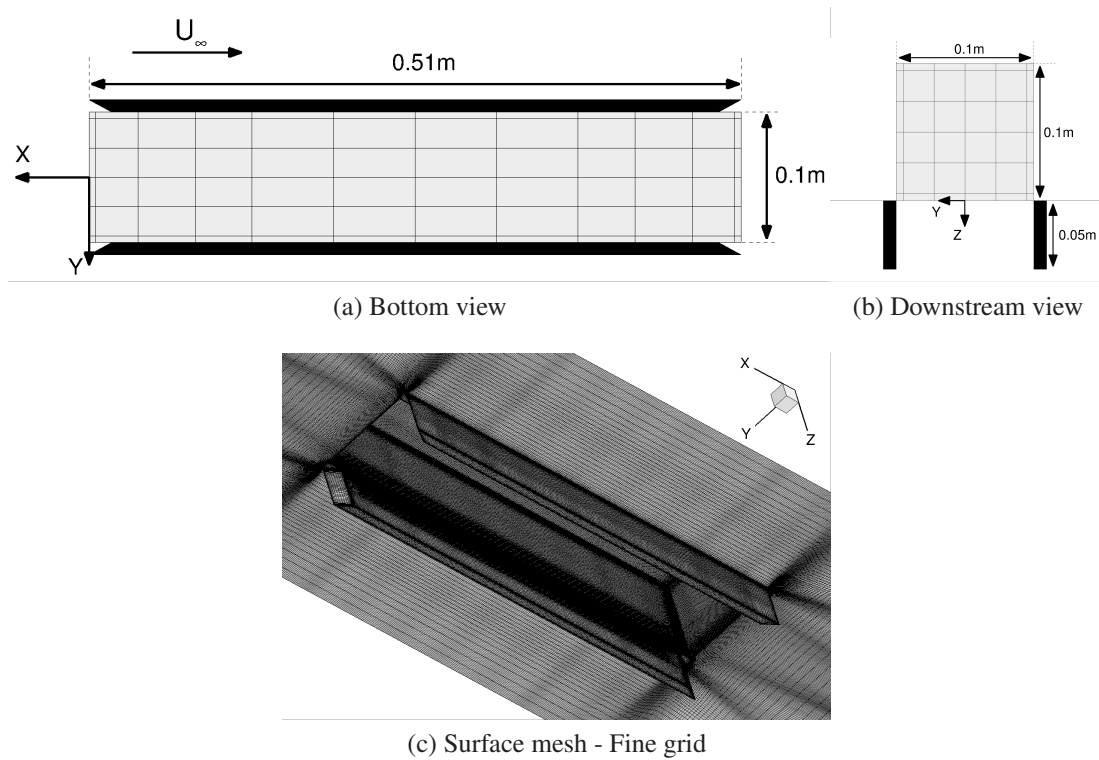 U∞
0.51m
X
0.1m
Y
(a) Bottom view
0.1m
0.1m
Y
Z
0.05m
(b) Downstream view
X
Y
Z
(c) Surface mesh - Fine grid